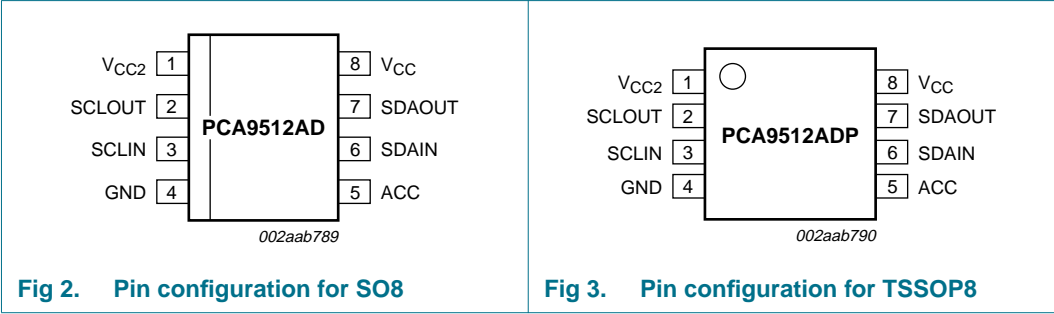 VCC2 1 8 VCC
SCLOUT 2 7 SDAOUT
PCA9512AD
SCLIN 3 6 SDAIN
GND 4 5 ACC
002aab789
Fig 2. Pin configuration for SO8
VCC2 1 8 VCC
SCLOUT 2 7 SDAOUT
PCA9512ADP
SCLIN 3 6 SDAIN
GND 4 5 ACC
002aab790
Fig 3. Pin configuration for TSSOP8